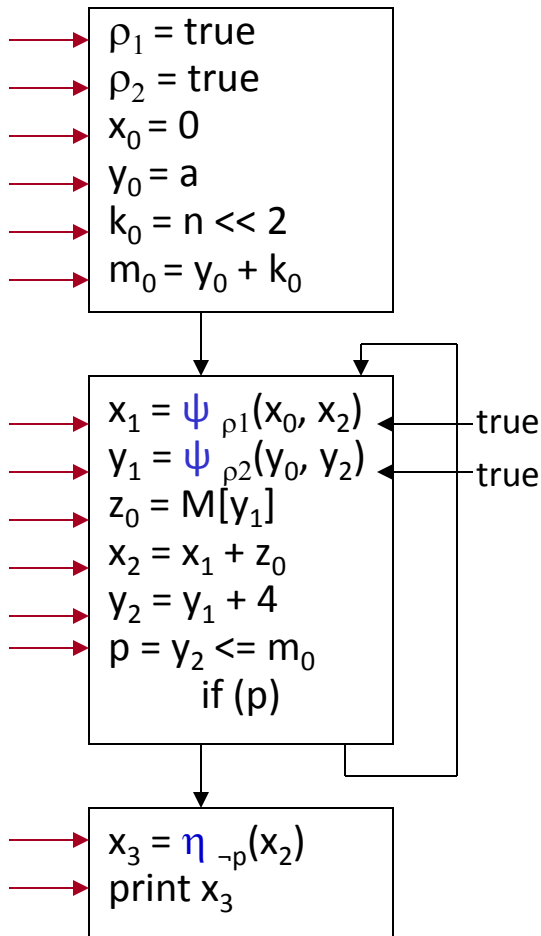 ρ₁ = true
ρ₂ = true
x₀ = 0
y₀ = a
k₀ = n << 2
m₀ = y₀ + k₀
x₁ = ψ ρ1(x₀, x₂) true
y₁ = ψ ρ2(y₀, y₂) true
z₀ = M[y₁]
x₂ = x₁ + z₀
y₂ = y₁ + 4
p = y₂ <= m₀
if (p)
x₃ = η ¬p(x₂)
print x₃